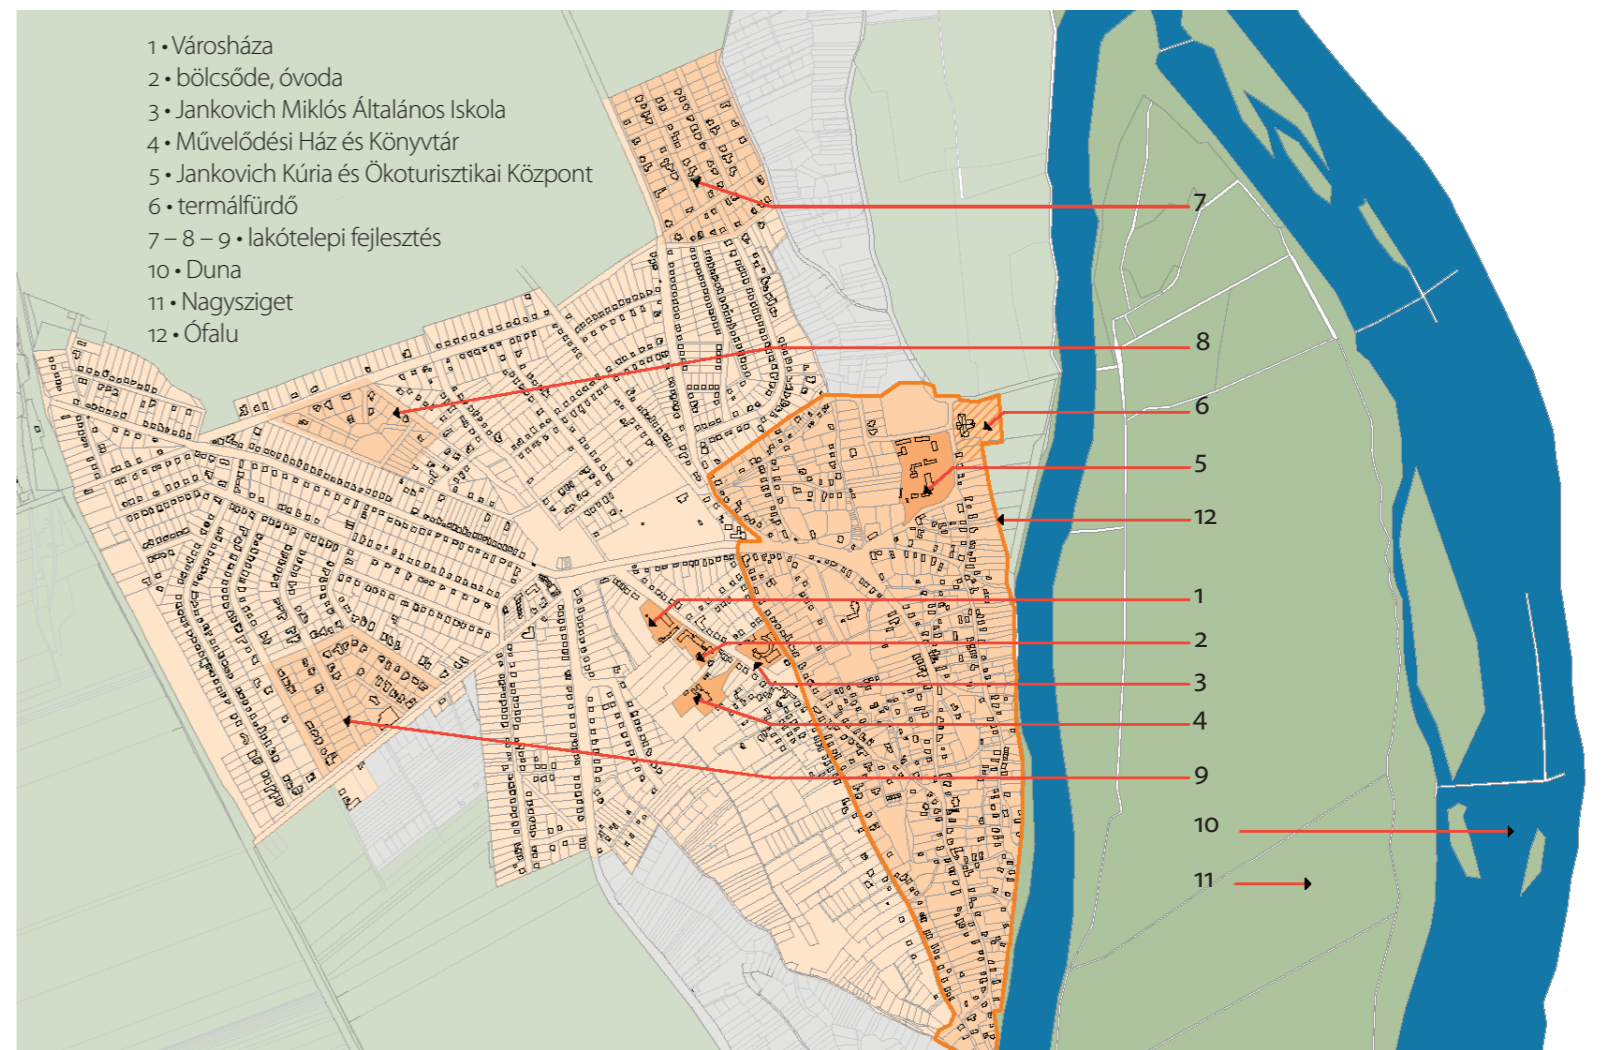 1 • Városháza
2 • bölcsőde, óvoda
3 • Jankovich Miklós Általános Iskola
4 • Művelődési Ház és Könyvtár
5 • Jankovich Kúria és Ökoturisztikai Központ
6 • termálfürdő
7 – 8 – 9 • lakótelepi fejlesztés
10 • Duna
11 • Nagysziget
12 • Ófalu
7
8
6
5
12
1
2
3
4
9
10
11